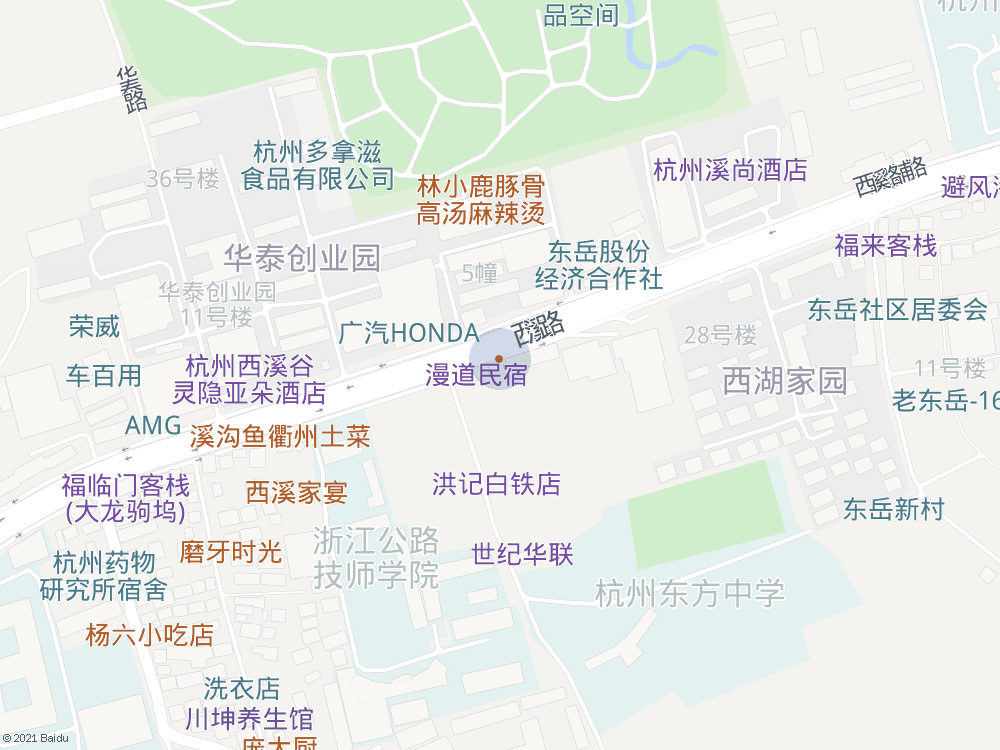 品空间
杭州
华泰路
杭州多拿滋
食品有限公司
36号楼
林小鹿豚骨
高汤麻辣烫
杭州溪尚酒店
西溪路辅路
避风港
福来客栈
华泰创业园
5幢
东岳股份
经济合作社
华泰创业园
11号楼
荣威
广汽HONDA
西溪路
28号楼
东岳社区居委会
车百用
杭州西溪谷
灵隐亚朵酒店
漫道民宿
西湖家园
11号楼
老东岳-16
AMG
溪沟鱼衢州土菜
福临门客栈
(大龙驹坞)
西溪家宴
洪记白铁店
东岳新村
浙江公路
技师学院
磨牙时光
世纪华联
杭州药物
研究所宿舍
杭州东方中学
杨六小吃店
洗衣店
川坤养生馆
庞大厨
© 2021 Baidu